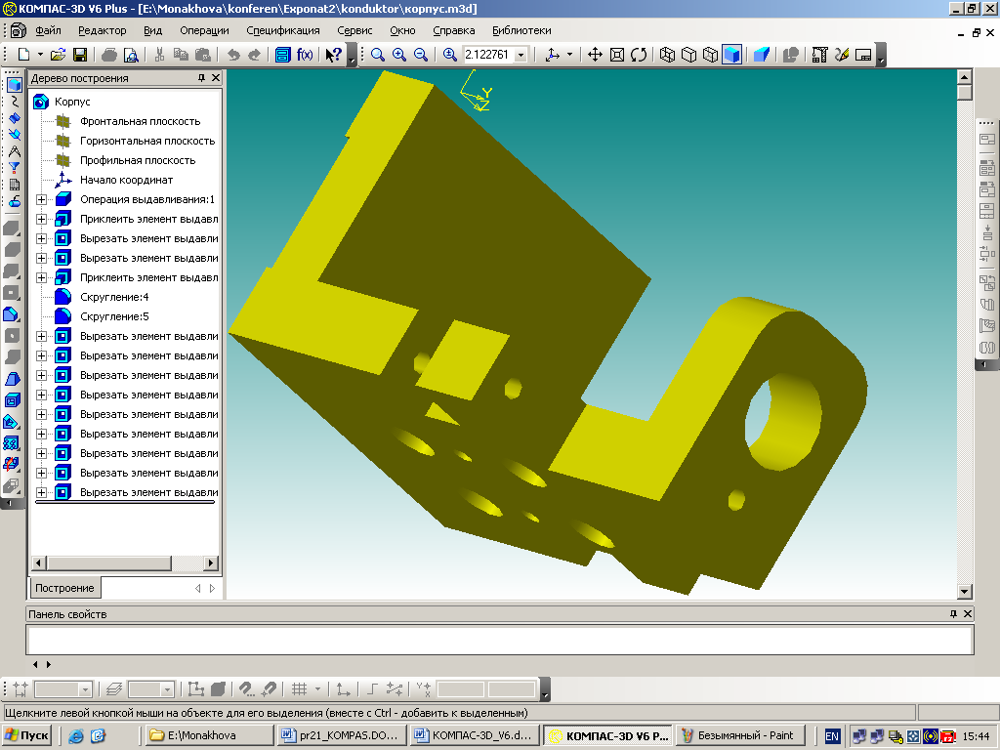 КОМПАС-3D V6 Plus - [E:\Monakhova\konferen\Exponat2\konduktor\корпус.m3d]
Файл Редактор Вид Операции Спецификация Сервис Окно Справка Библиотеки
f(x) 2.122761
Дерево построения
Корпус
Фронтальная плоскость
Горизонтальная плоскость
Профильная плоскость
Начало координат
Операция выдавливания:1
Приклеить элемент выдавл
Вырезать элемент выдавли
Вырезать элемент выдавли
Приклеить элемент выдавл
Скругление:4
Скругление:5
Вырезать элемент выдавли
Вырезать элемент выдавли
Вырезать элемент выдавли
Вырезать элемент выдавли
Вырезать элемент выдавли
Вырезать элемент выдавли
Вырезать элемент выдавли
Вырезать элемент выдавли
Вырезать элемент выдавли
Построение
Y
Z
Панель свойств
Щелкните левой кнопкой мыши на объекте для его выделения (вместе с Ctrl - добавить к выделенным)
Пуск E:\Monakhova pr21_KOMPAS.DO... КОМПАС-3D_V6.d... КОМПАС-3D V6 P... Безымянный - Paint EN 15:44